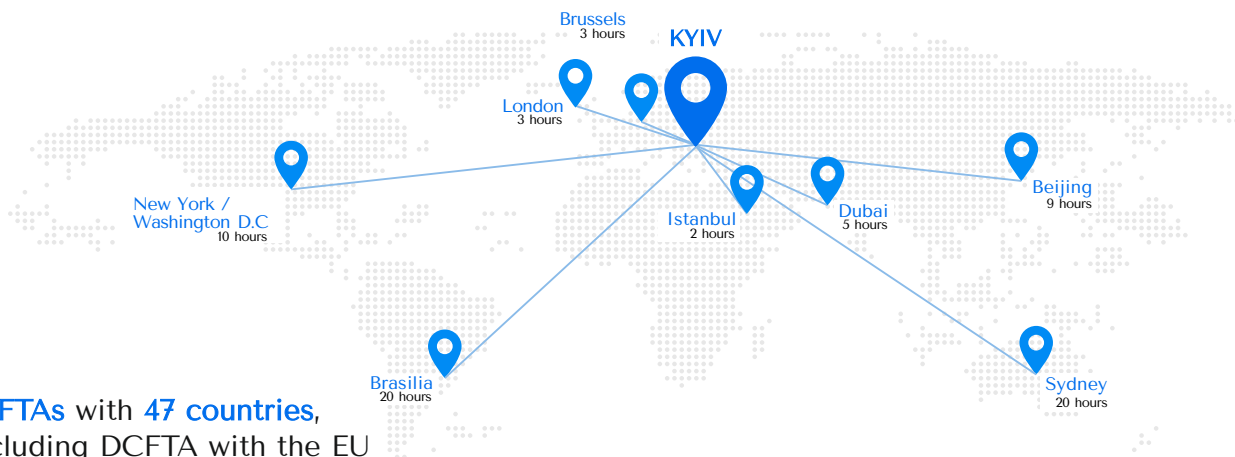 Brussels
3 hours
KYIV
London
3 hours
New York /
Washington D.C
10 hours
Istanbul
2 hours
Dubai
5 hours
Beijing
9 hours
Brasilia
20 hours
Sydney
20 hours
FTAs with 47 countries,
cluding DCFTA with the EU